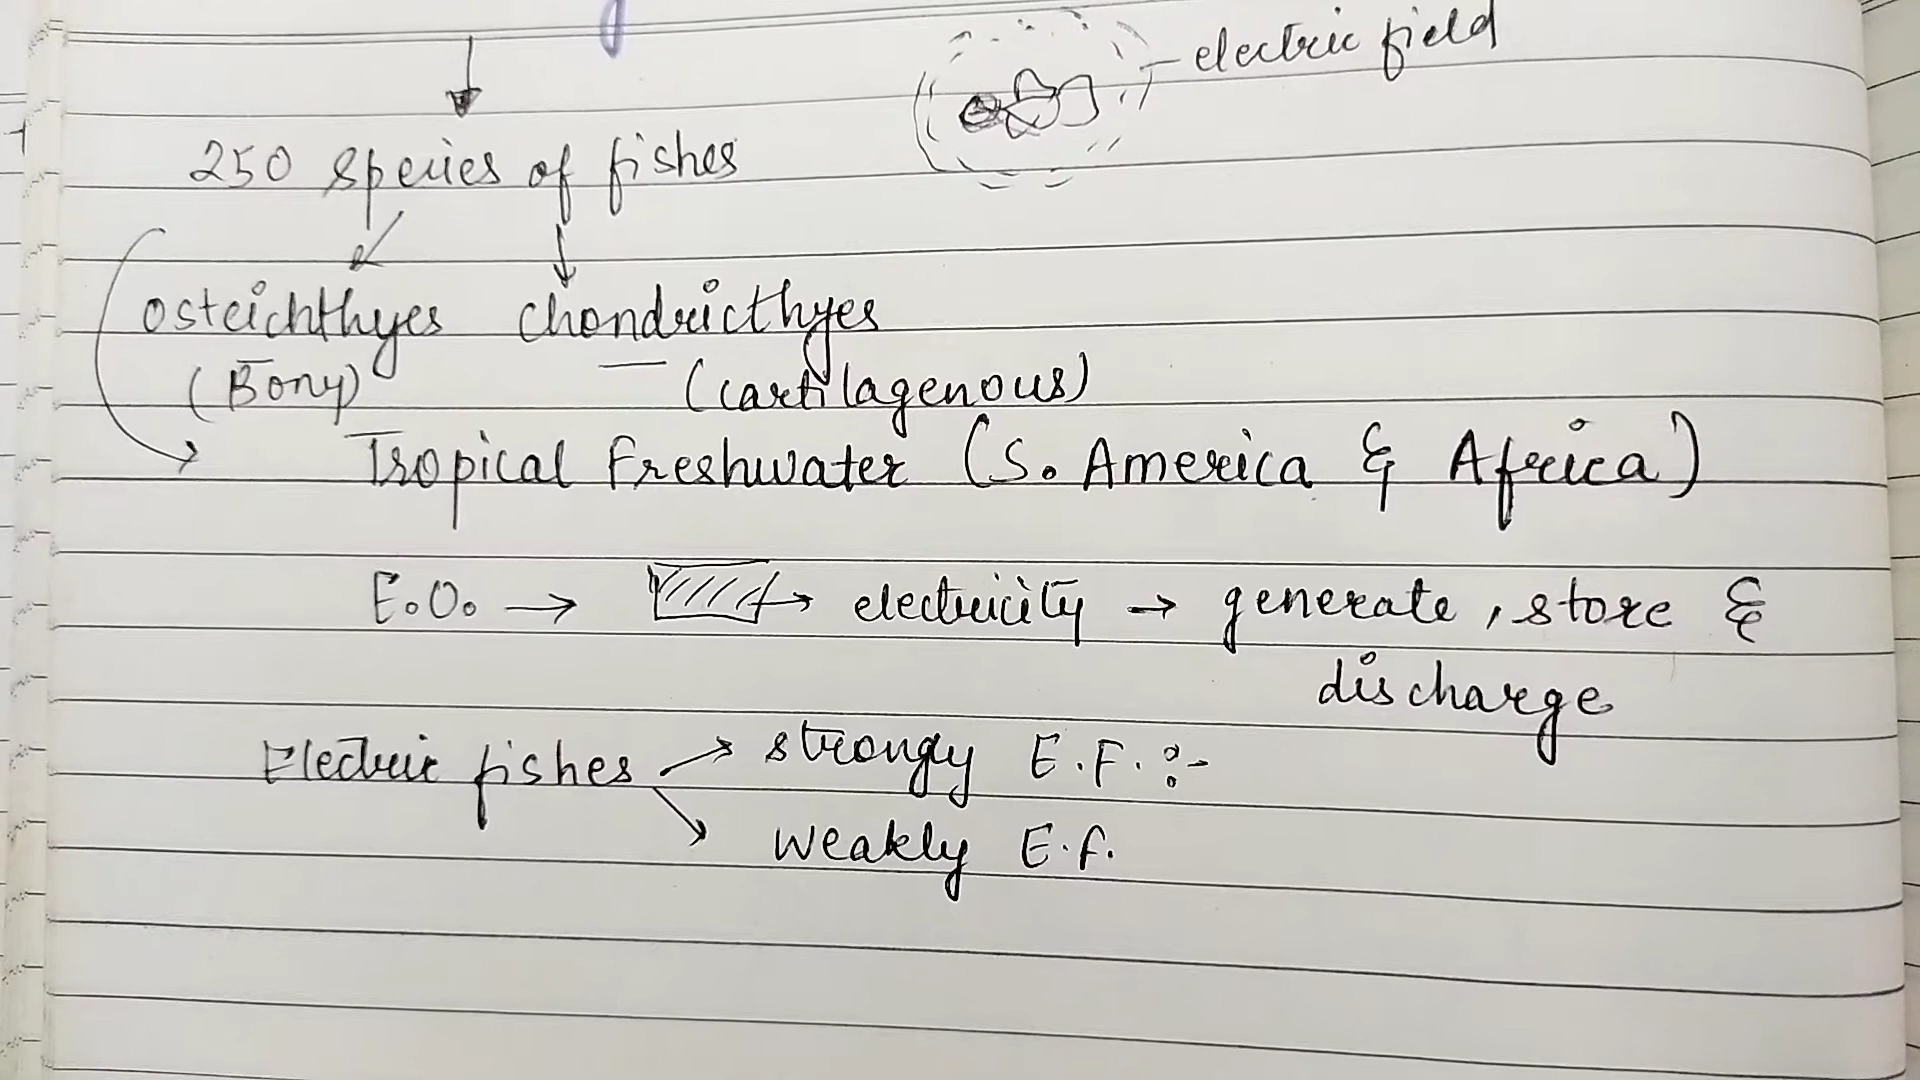 electric field
250 species of fishes
osteichthyes chondricthyes
(Bony) (cartilagenous)
Tropical Freshwater (S. America & Africa)
E.O. → → electricity → generate, store &
discharge
Electric fishes → strongly E.F. :-
→ weakly E.f.